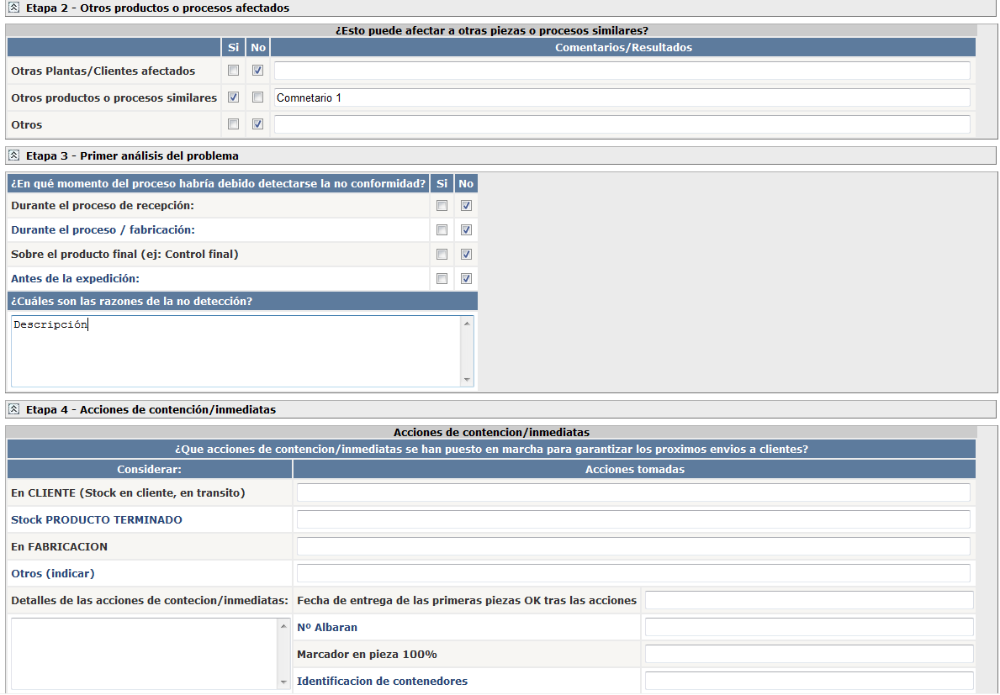 Etapa 2 - Otros productos o procesos afectados
¿Esto puede afectar a otras piezas o procesos similares?
Si No Comentarios/Resultados
Otras Plantas/Clientes afectados
Otros productos o procesos similares Comnetario 1
Otros
Etapa 3 - Primer análisis del problema
¿En qué momento del proceso habría debido detectarse la no conformidad? Si No
Durante el proceso de recepción:
Durante el proceso / fabricación:
Sobre el producto final (ej: Control final)
Antes de la expedición:
¿Cuáles son las razones de la no detección?
Descripción
Etapa 4 - Acciones de contención/inmediatas
Acciones de contencion/inmediatas
¿Que acciones de contencion/inmediatas se han puesto en marcha para garantizar los proximos envios a clientes?
Considerar: Acciones tomadas
En CLIENTE (Stock en cliente, en transito)
Stock PRODUCTO TERMINADO
En FABRICACION
Otros (indicar)
Detalles de las acciones de contecion/inmediatas: Fecha de entrega de las primeras piezas OK tras las acciones
Nº Albaran
Marcador en pieza 100%
Identificacion de contenedores